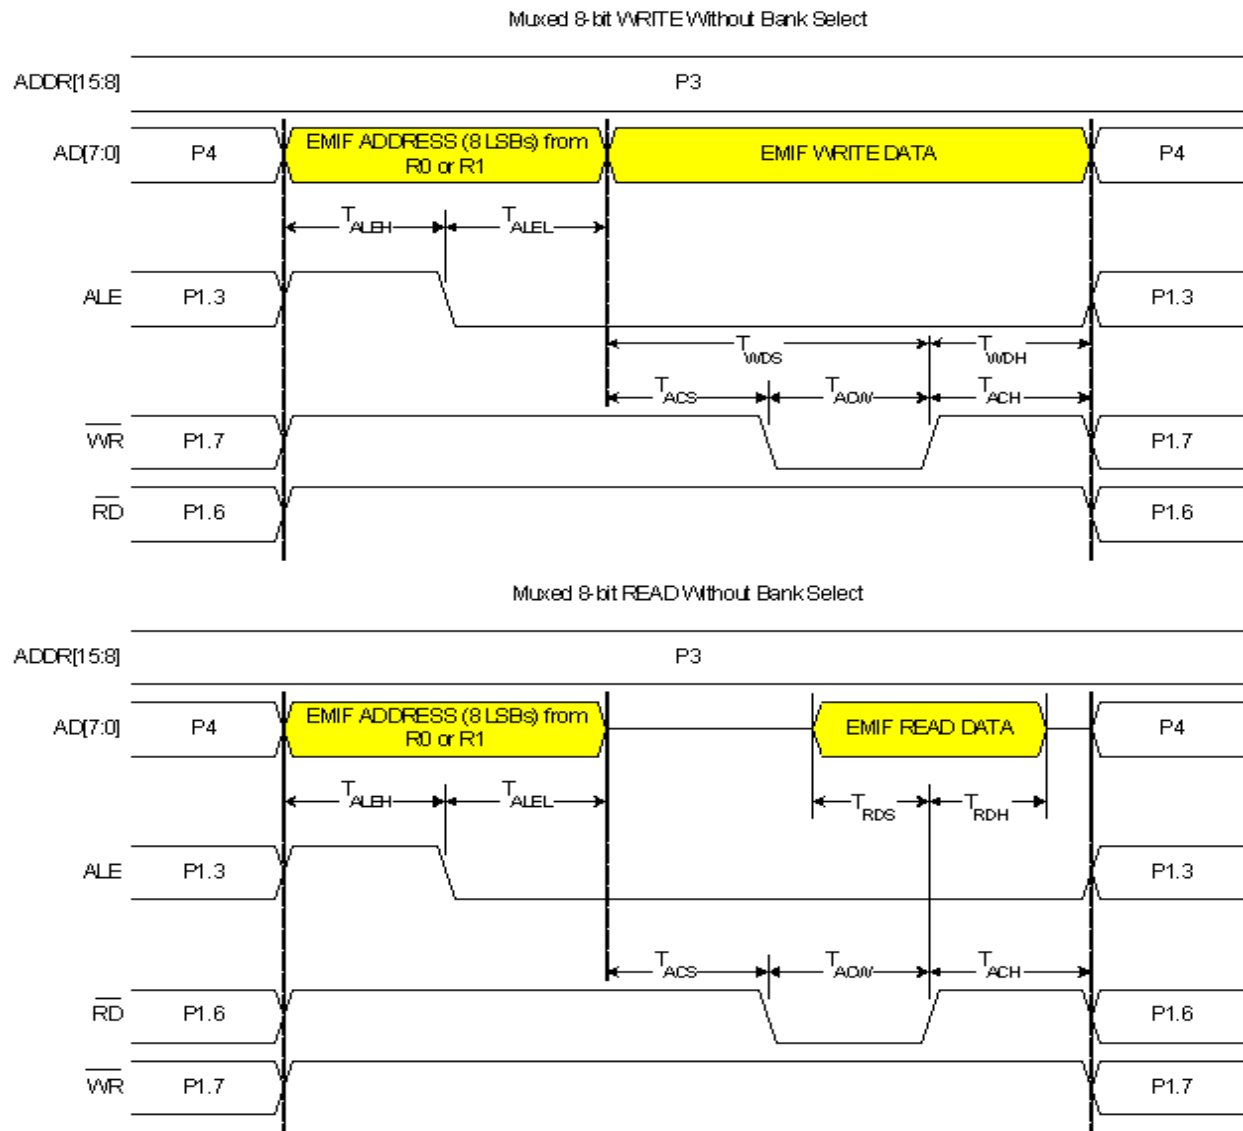 Muxed 8-bit WRITE Without Bank Select
ADDR[15:8] P3
AD[7:0] P4 EMIF ADDRESS (8 LSBs) from R0 or R1 EMIF WRITE DATA P4
TALEH TALEL
ALE P1.3 P1.3
TWDS TWDH
TACS TACW TACH
WR P1.7 P1.7
RD P1.6 P1.6
Muxed 8-bit READ Without Bank Select
ADDR[15:8] P3
AD[7:0] P4 EMIF ADDRESS (8 LSBs) from R0 or R1 EMIF READ DATA P4
TALEH TALEL TRDS TRDH
ALE P1.3 P1.3
TACS TACW TACH
RD P1.6 P1.6
WR P1.7 P1.7